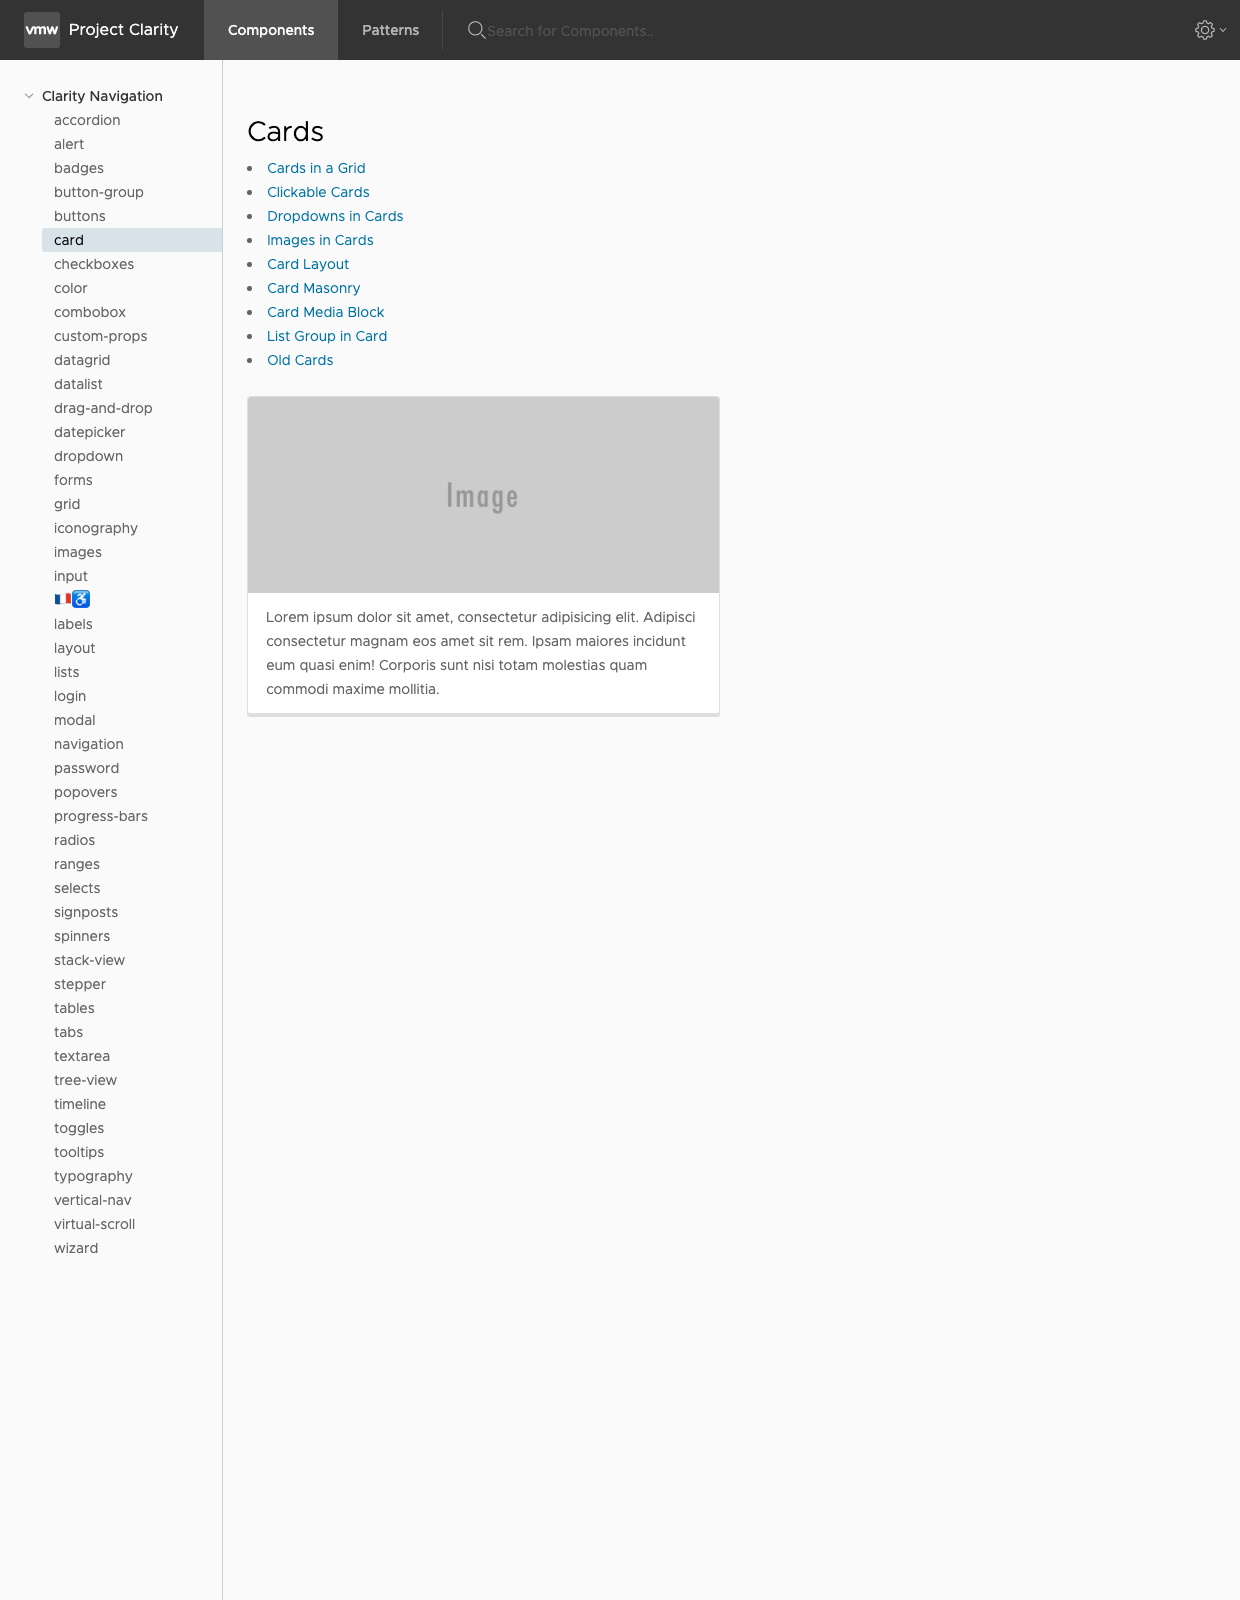 vmw Project Clarity Components Patterns Search for Components..
Clarity Navigation
accordion
alert
badges
button-group
buttons
card
checkboxes
color
combobox
custom-props
datagrid
datalist
drag-and-drop
datepicker
dropdown
forms
grid
iconography
images
input
🇫🇷♿
labels
layout
lists
login
modal
navigation
password
popovers
progress-bars
radios
ranges
selects
signposts
spinners
stack-view
stepper
tables
tabs
textarea
tree-view
timeline
toggles
tooltips
typography
vertical-nav
virtual-scroll
wizard
Cards
Cards in a Grid
Clickable Cards
Dropdowns in Cards
Images in Cards
Card Layout
Card Masonry
Card Media Block
List Group in Card
Old Cards
Image
Lorem ipsum dolor sit amet, consectetur adipisicing elit. Adipisci
consectetur magnam eos amet sit rem. Ipsam maiores incidunt
eum quasi enim! Corporis sunt nisi totam molestias quam
commodi maxime mollitia.